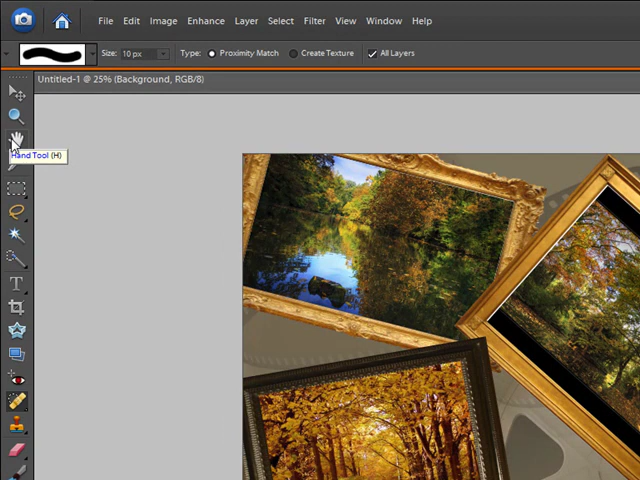 File Edit Image Enhance Layer Select Filter View Window Help
Size: 10 px Type: Proximity Match Create Texture All Layers
Untitled-1 @ 25% (Background, RGB/8)
Hand Tool (H)
T